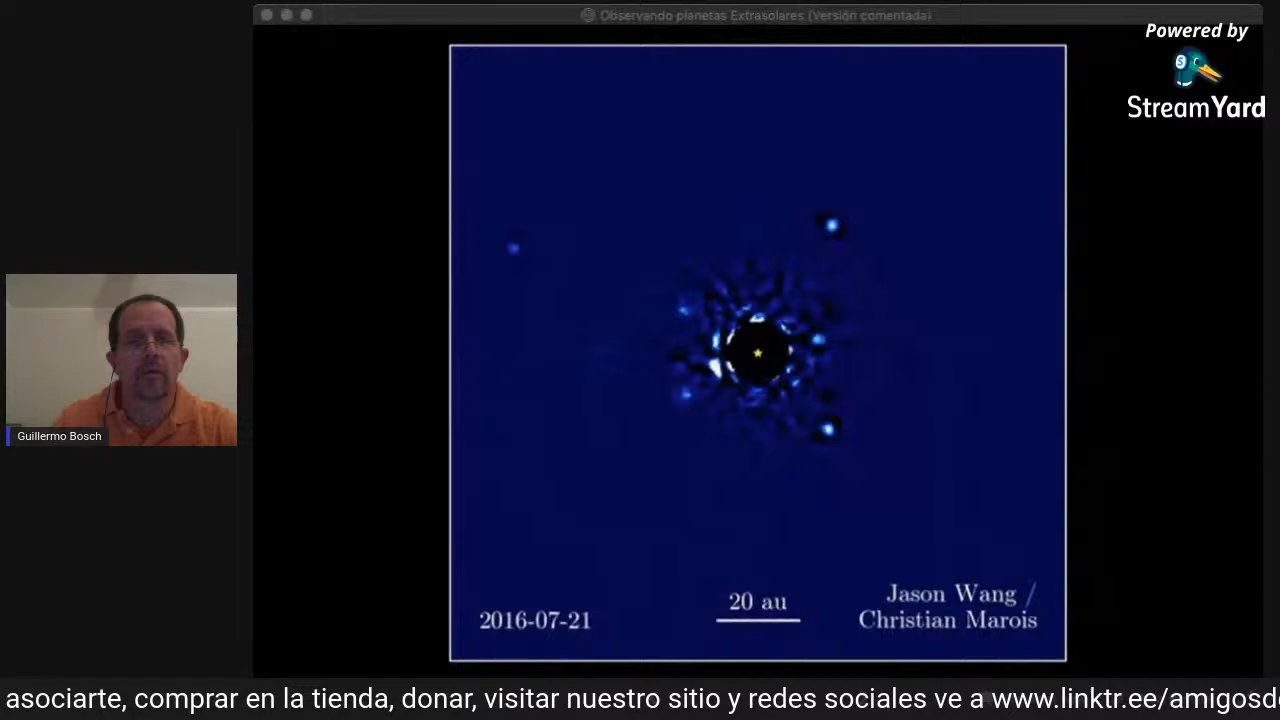 Observando planetas Extrasolares (Versión comentada)
Powered by
StreamYard
Guillermo Bosch
20 au
Jason Wang /
Christian Marois
2016-07-21
asociarte, comprar en la tienda, donar, visitar nuestro sitio y redes sociales ve a www.linktr.ee/amigosd